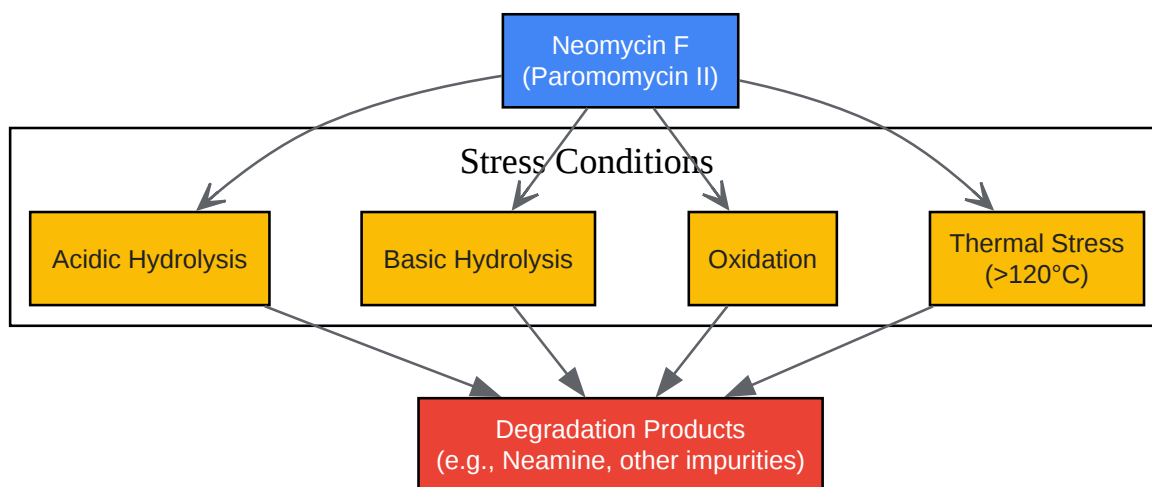 Neomycin F
(Paromomycin II)
Stress Conditions
Acidic Hydrolysis
Basic Hydrolysis
Oxidation
Thermal Stress
(>120°C)
Degradation Products
(e.g., Neamine, other impurities)